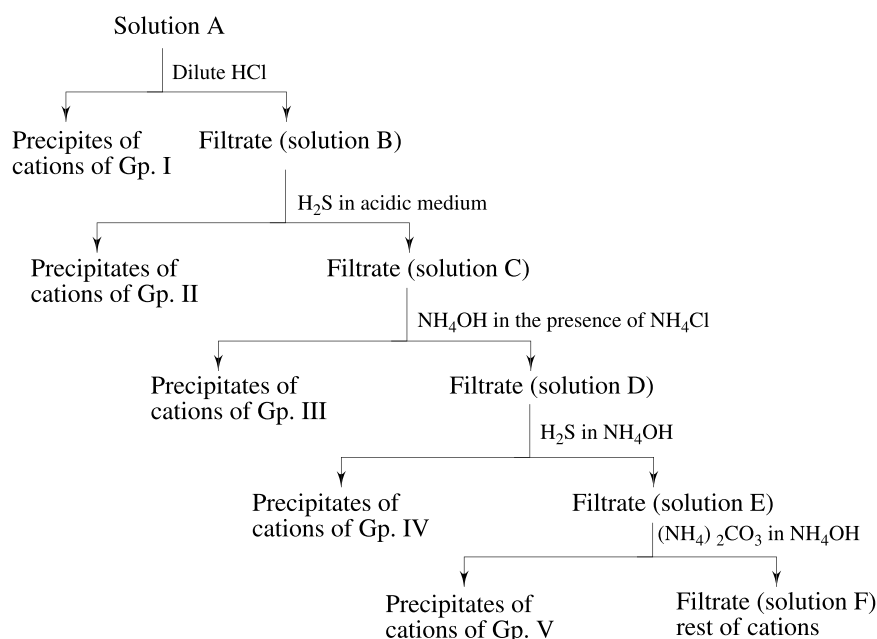 Solution A
Dilute HCl
Precipites of
cations of Gp. I
Filtrate (solution B)
H₂S in acidic medium
Precipitates of
cations of Gp. II
Filtrate (solution C)
NH₄OH in the presence of NH₄Cl
Precipitates of
cations of Gp. III
Filtrate (solution D)
H₂S in NH₄OH
Precipitates of
cations of Gp. IV
Filtrate (solution E)
(NH₄) ₂CO₃ in NH₄OH
Precipitates of
cations of Gp. V
Filtrate (solution F)
rest of cations